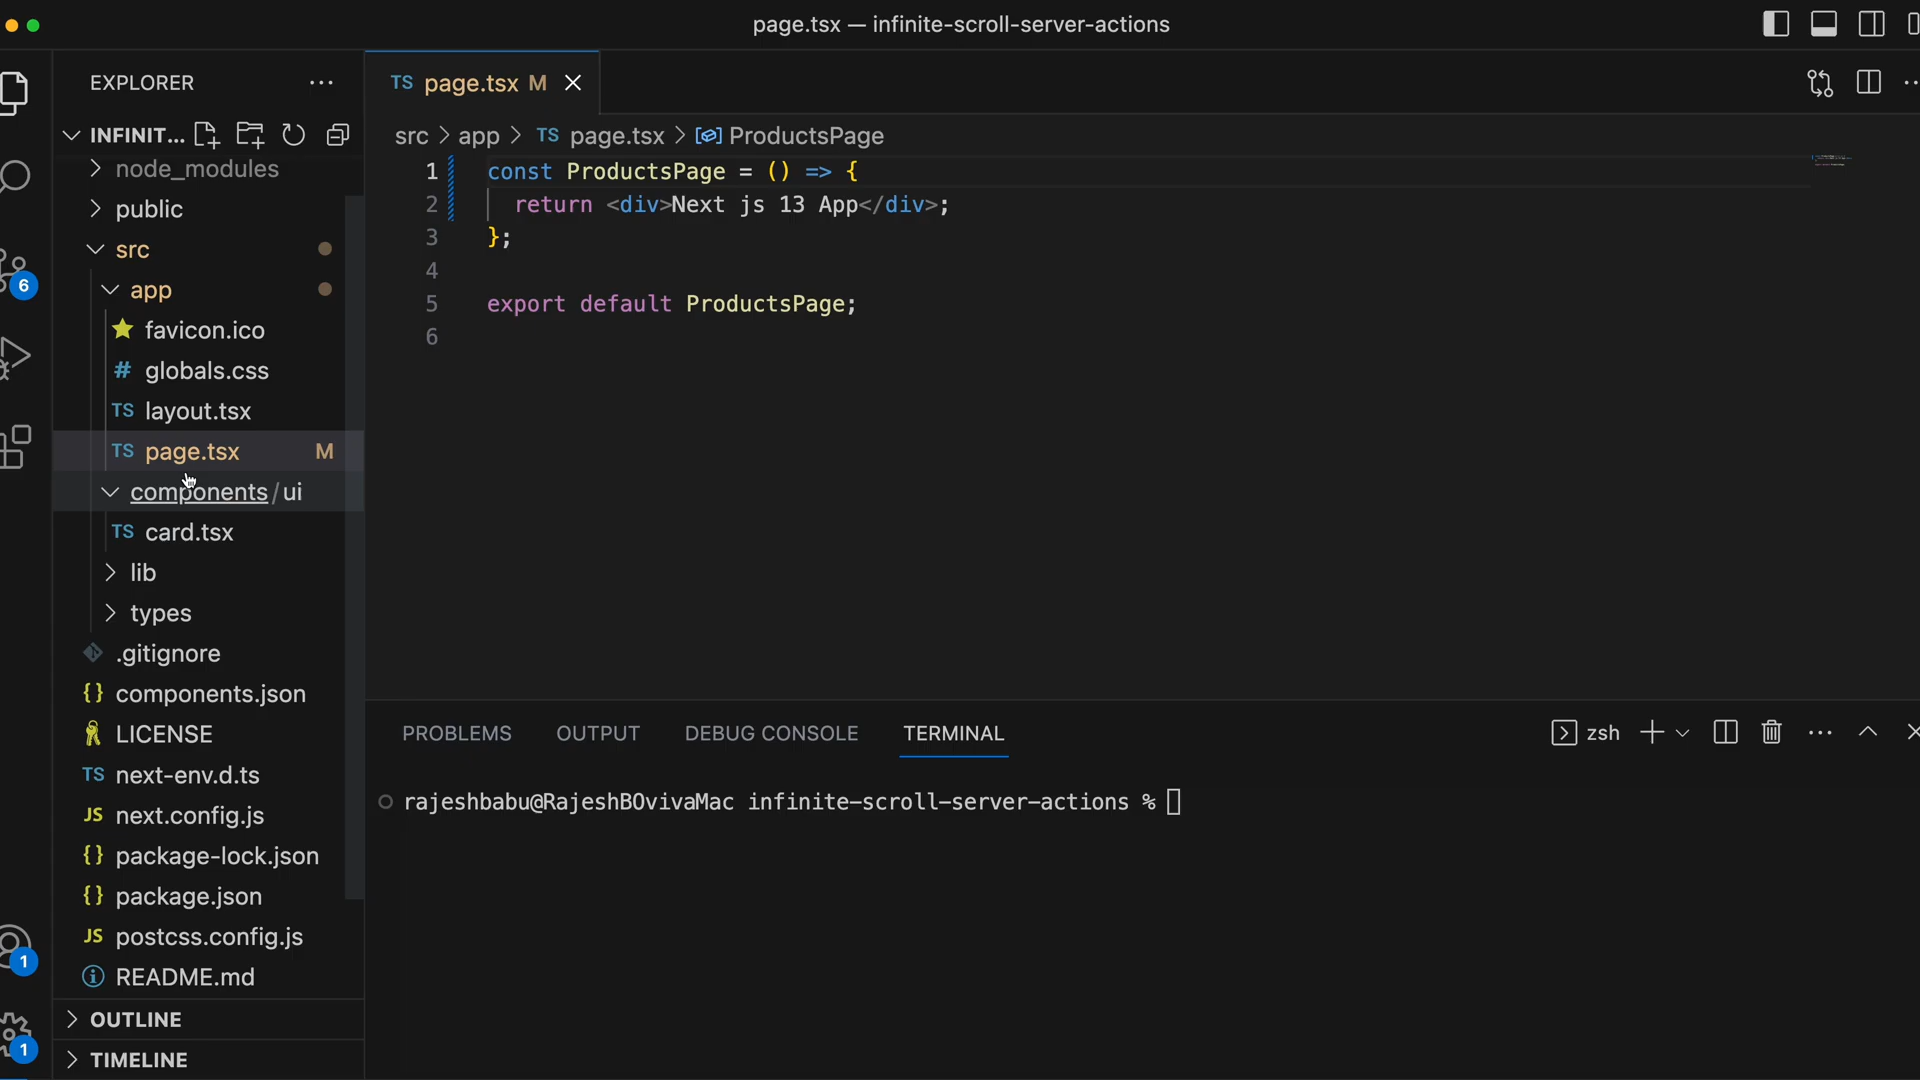 page.tsx — infinite-scroll-server-actions
EXPLORER
TS page.tsx M
INFINIT...
src > app > TS page.tsx > ProductsPage
node_modules
public
src
app
favicon.ico
# globals.css
TS layout.tsx
TS page.tsx M
components / ui
TS card.tsx
lib
types
.gitignore
{} components.json
LICENSE
TS next-env.d.ts
JS next.config.js
{} package-lock.json
{} package.json
JS postcss.config.js
README.md
OUTLINE
TIMELINE
6
1
1
1 const ProductsPage = () => {
2 return <div>Next js 13 App</div>;
3 };
4
5 export default ProductsPage;
6
PROBLEMS OUTPUT DEBUG CONSOLE TERMINAL zsh
rajeshbabu@RajeshBOvivaMac infinite-scroll-server-actions %